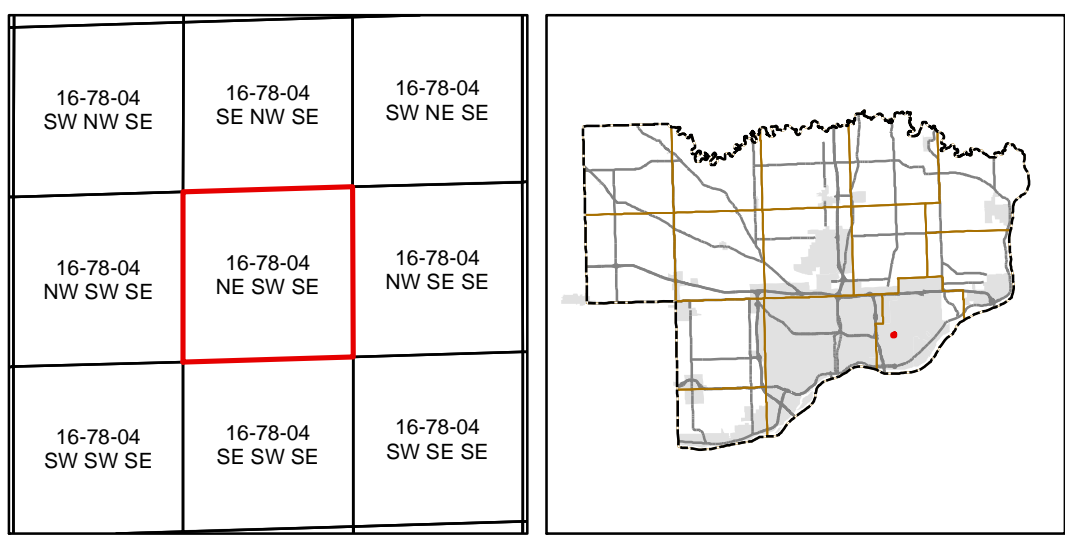 16-78-04
SW NW SE
16-78-04
SE NW SE
16-78-04
SW NE SE
16-78-04
NW SW SE
16-78-04
NE SW SE
16-78-04
NW SE SE
16-78-04
SW SW SE
16-78-04
SE SW SE
16-78-04
SW SE SE